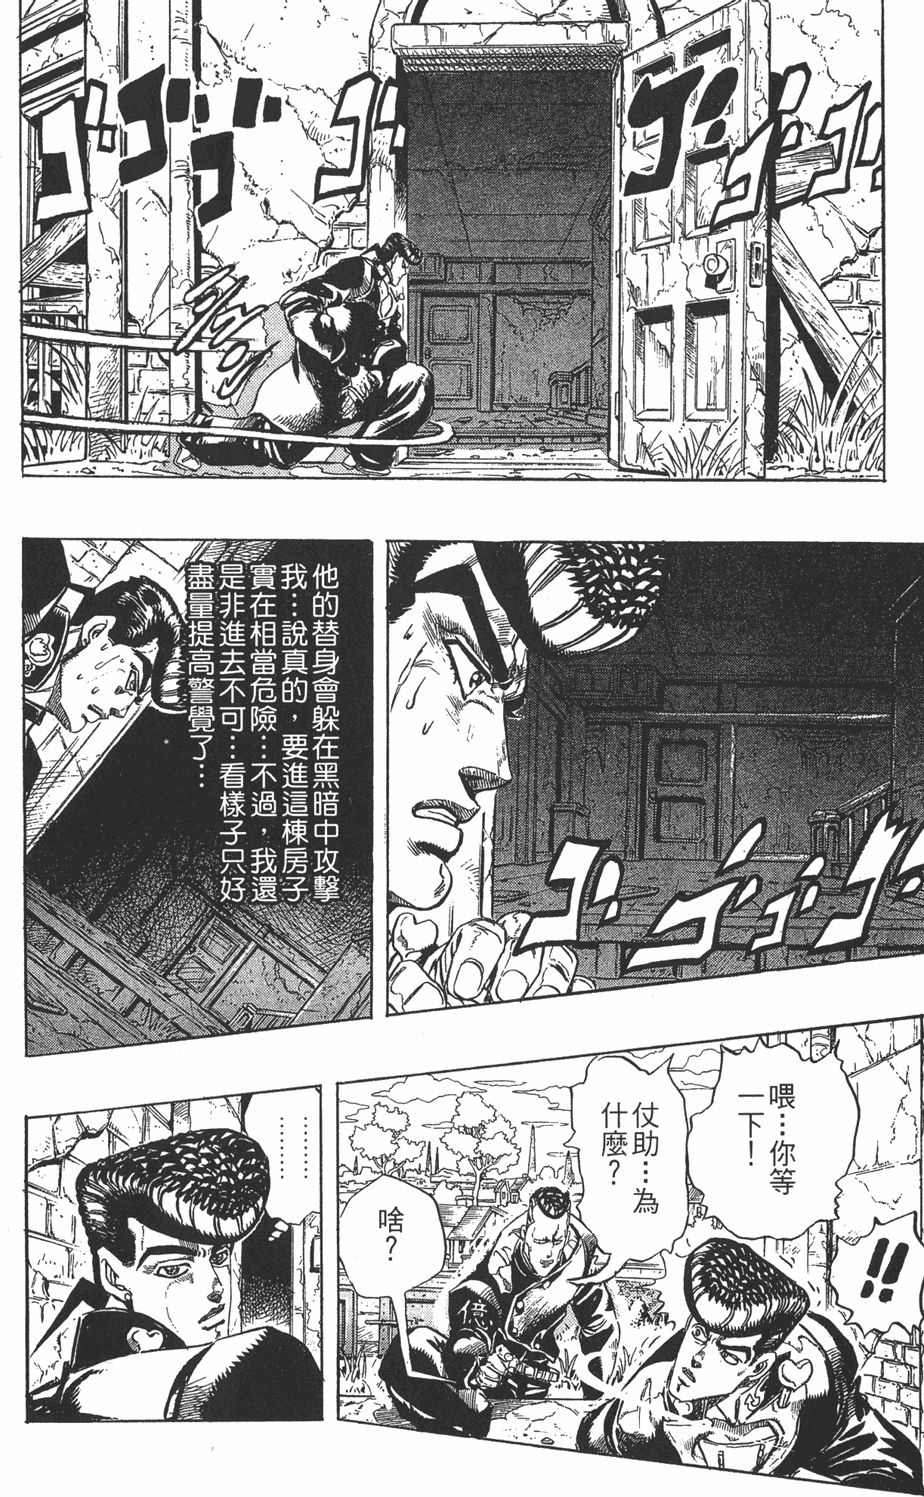 ゴゴゴゴゴゴゴ
ゴゴゴゴ
他的替身會躲在黑暗中攻擊
我…說真的,要進這棟房子
實在相當危險…不過,我還
是非進去不可…看樣子只好
盡量提高警覺了…
!!
喂…你等
一下!
仗助…為
什麼?
億
啥?
…………
…………